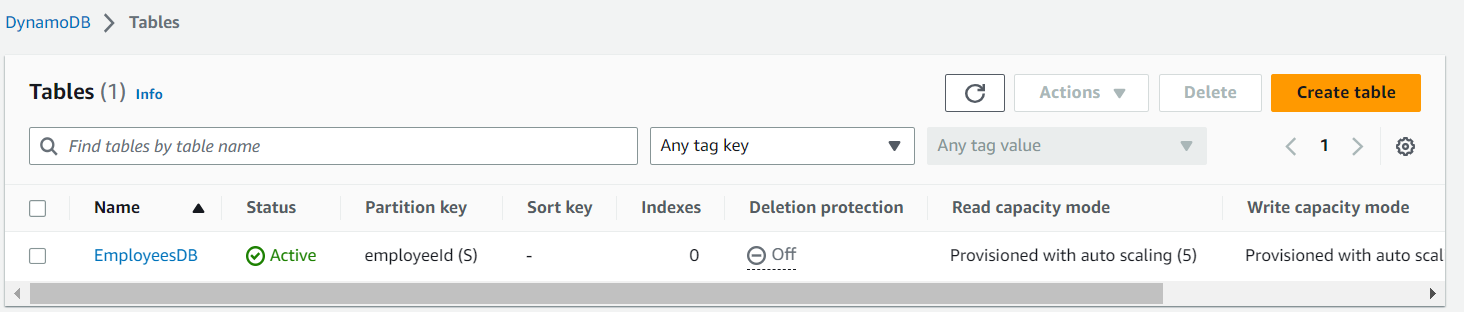 DynamoDB > Tables
Tables (1) Info Actions Delete Create table
Find tables by table name Any tag key Any tag value 1
Name Status Partition key Sort key Indexes Deletion protection Read capacity mode Write capacity mode
EmployeesDB Active employeeId (S) - 0 Off Provisioned with auto scaling (5) Provisioned with auto scal